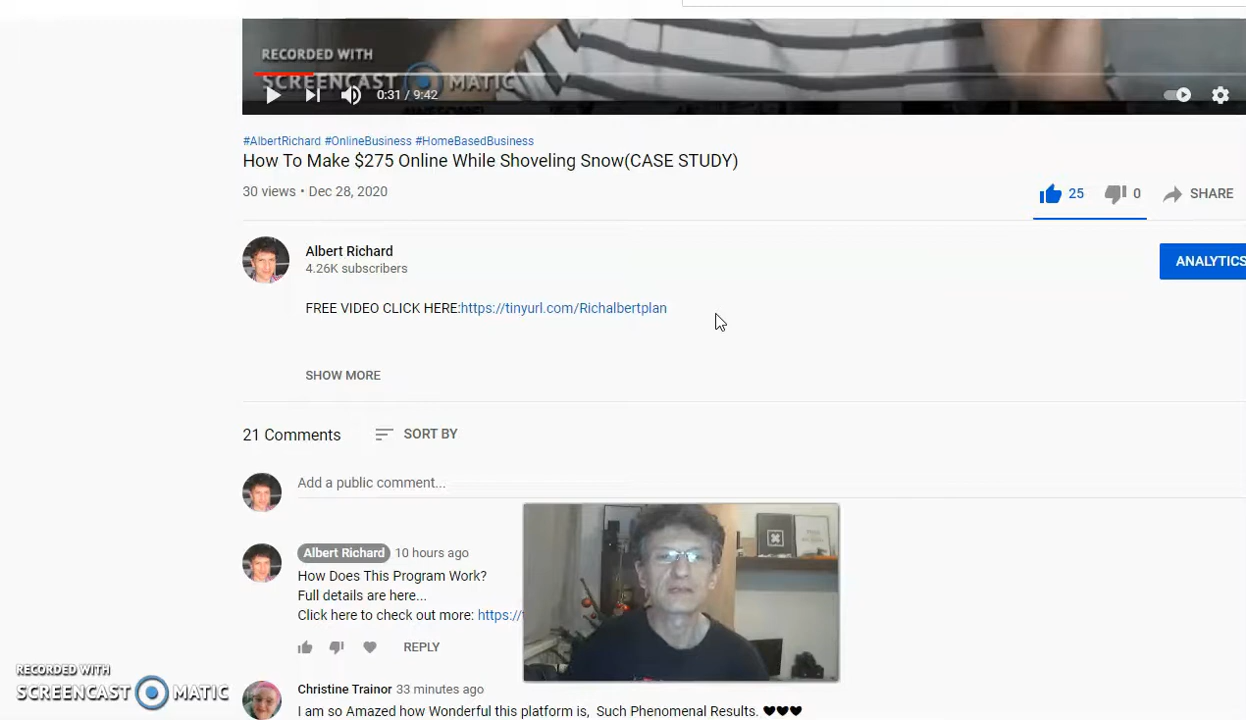 RECORDED WITH
SCREENCAST MATIC
0:31 / 9:42
#AlbertRichard #OnlineBusiness #HomeBasedBusiness
How To Make $275 Online While Shoveling Snow(CASE STUDY)
30 views • Dec 28, 2020
25 0 SHARE
Albert Richard
4.26K subscribers
ANALYTICS
FREE VIDEO CLICK HERE:https://tinyurl.com/Richalbertplan
SHOW MORE
21 Comments SORT BY
Add a public comment...
Albert Richard 10 hours ago
How Does This Program Work?
Full details are here...
Click here to check out more: https://
REPLY
RECORDED WITH
SCREENCAST MATIC
Christine Trainor 33 minutes ago
I am so Amazed how Wonderful this platform is, Such Phenomenal Results. ♥♥♥